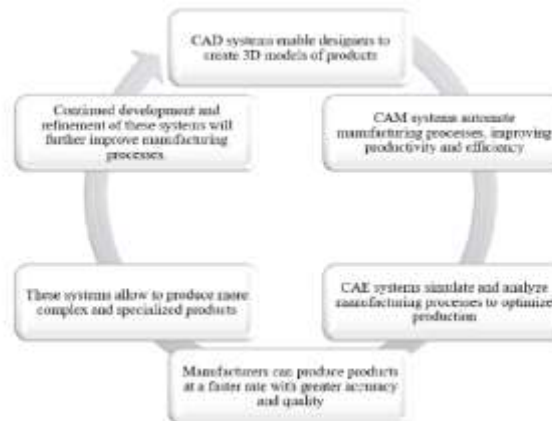 CAD systems enable designers to
create 3D models of products
CAM systems automate
manufacturing processes, improving
productivity and efficiency
CAE systems simulate and analyze
manufacturing processes to optimize
production
Manufacturers can produce products
at a faster rate with greater accuracy
and quality
These systems allow to produce more
complex and specialized products
Continued development and
refinement of these systems will
further improve manufacturing
processes.